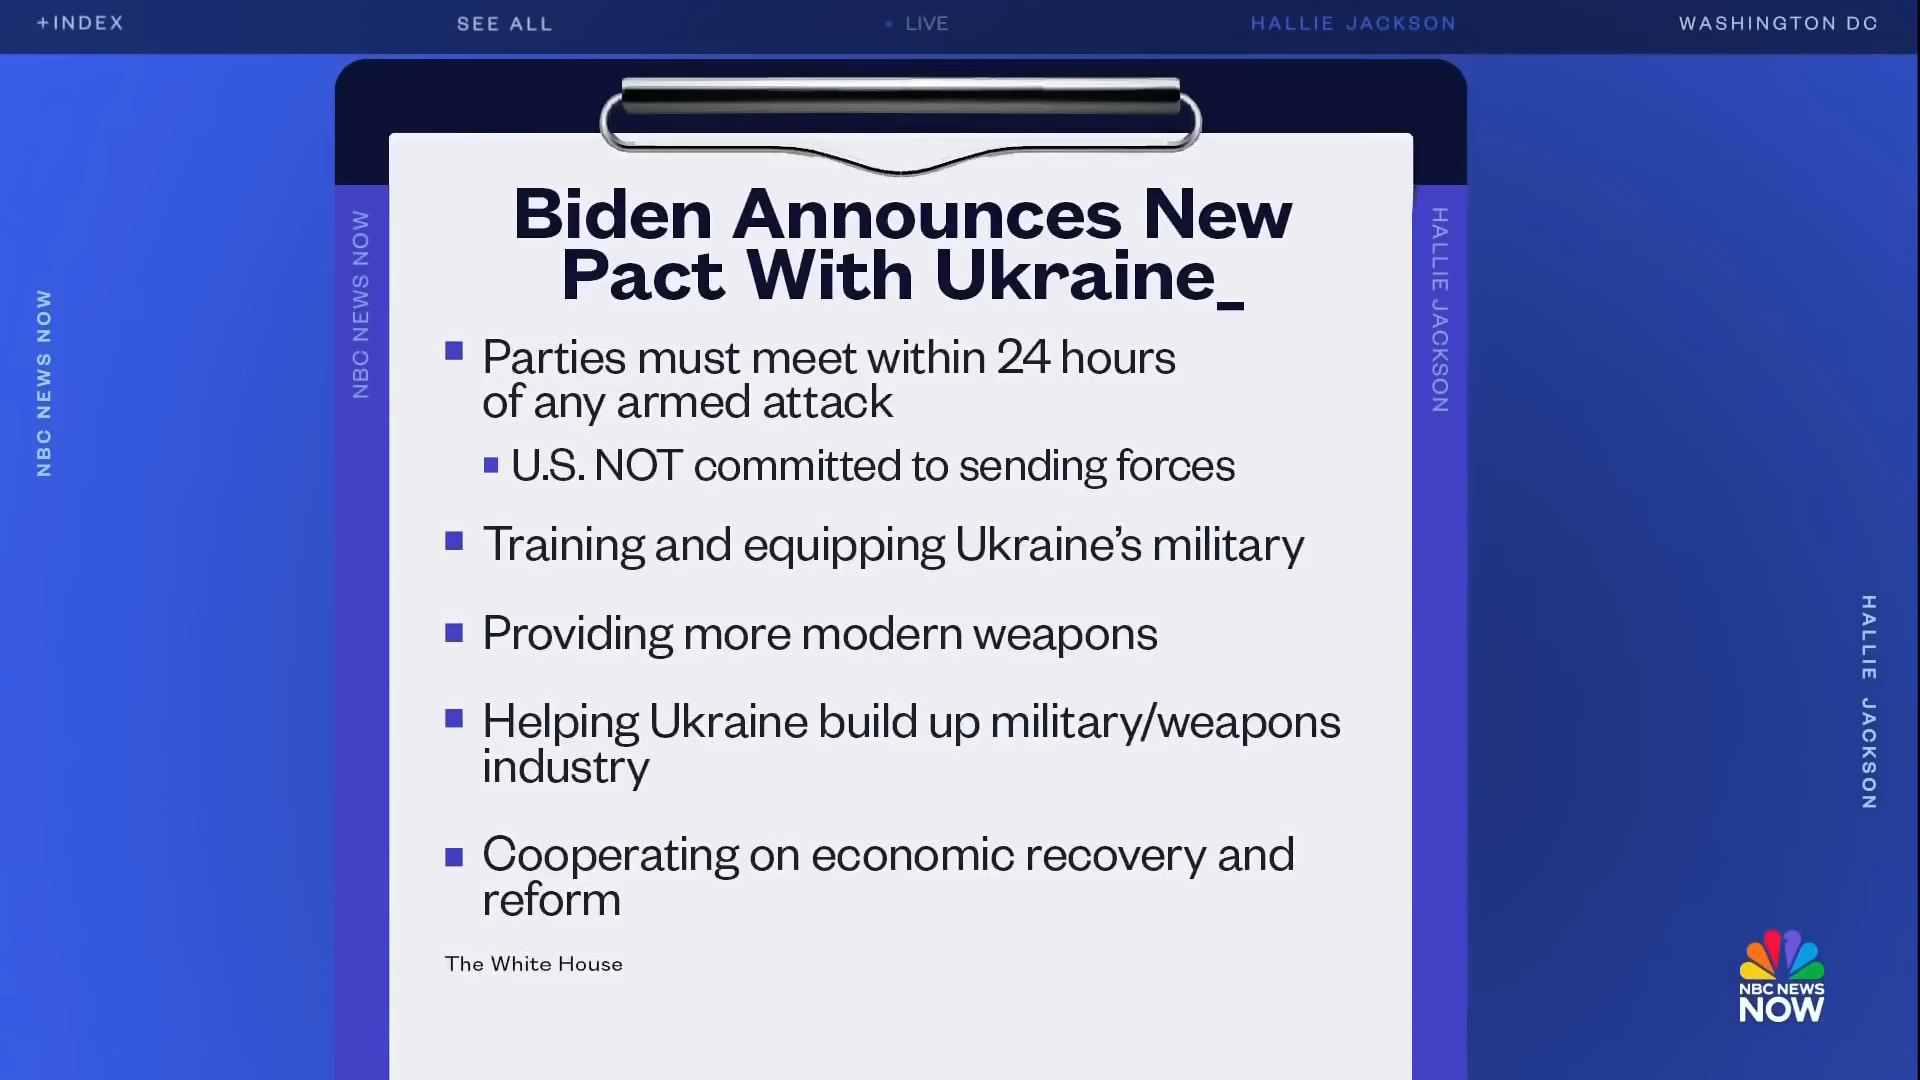 +INDEX
SEE ALL
LIVE
HALLIE JACKSON
WASHINGTON DC
NBC NEWS NOW
NBC NEWS NOW
Biden Announces New
Pact With Ukraine_
Parties must meet within 24 hours
of any armed attack
U.S. NOT committed to sending forces
Training and equipping Ukraine’s military
Providing more modern weapons
Helping Ukraine build up military/weapons
industry
Cooperating on economic recovery and
reform
The White House
HALLIE JACKSON
HALLIE JACKSON
NBC NEWS
NOW